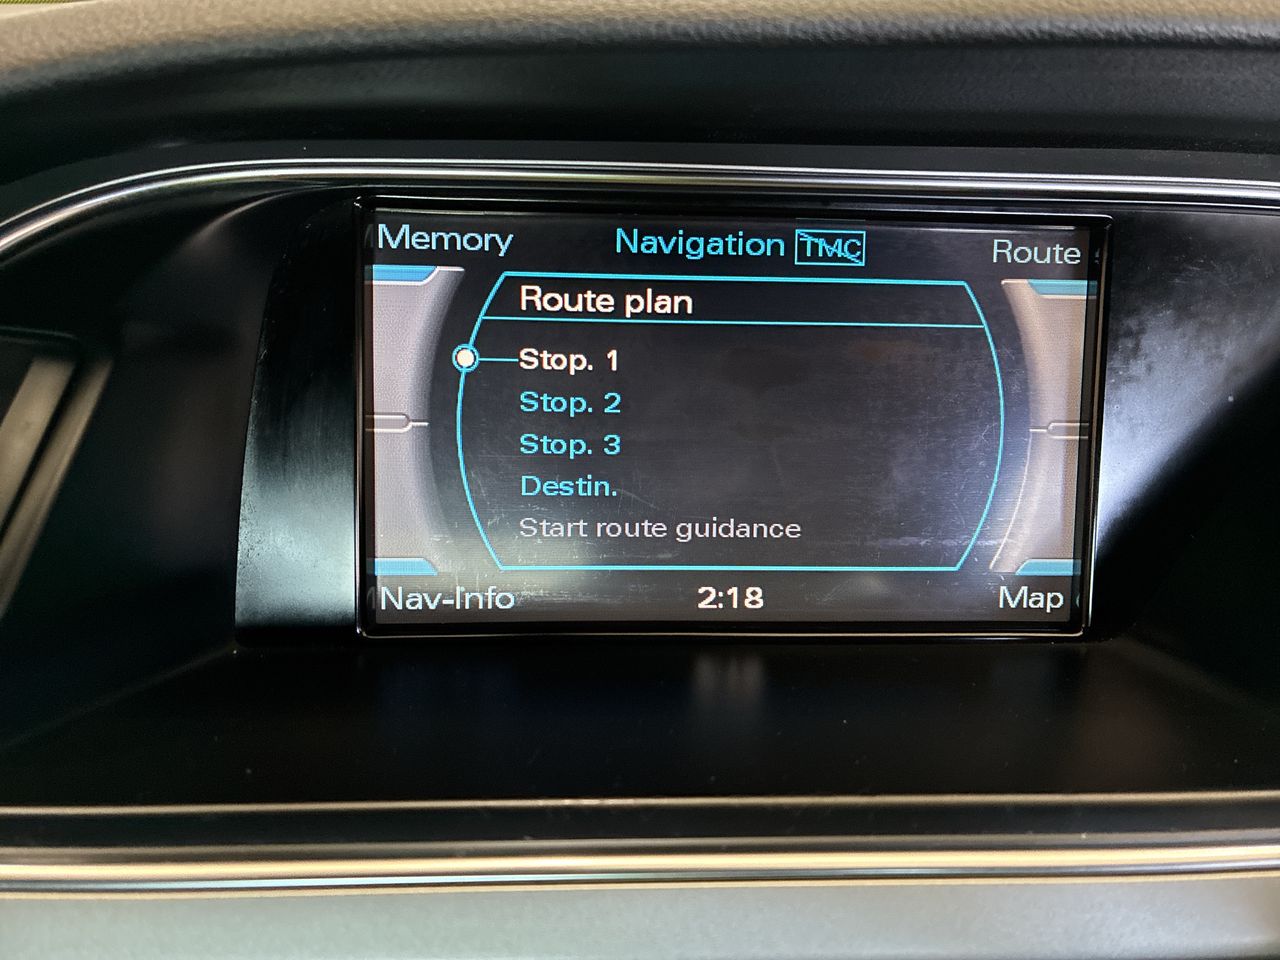 Memory
Navigation TMC
Route
Route plan
Stop. 1
Stop. 2
Stop. 3
Destin.
Start route guidance
Nav-Info
2:18
Map